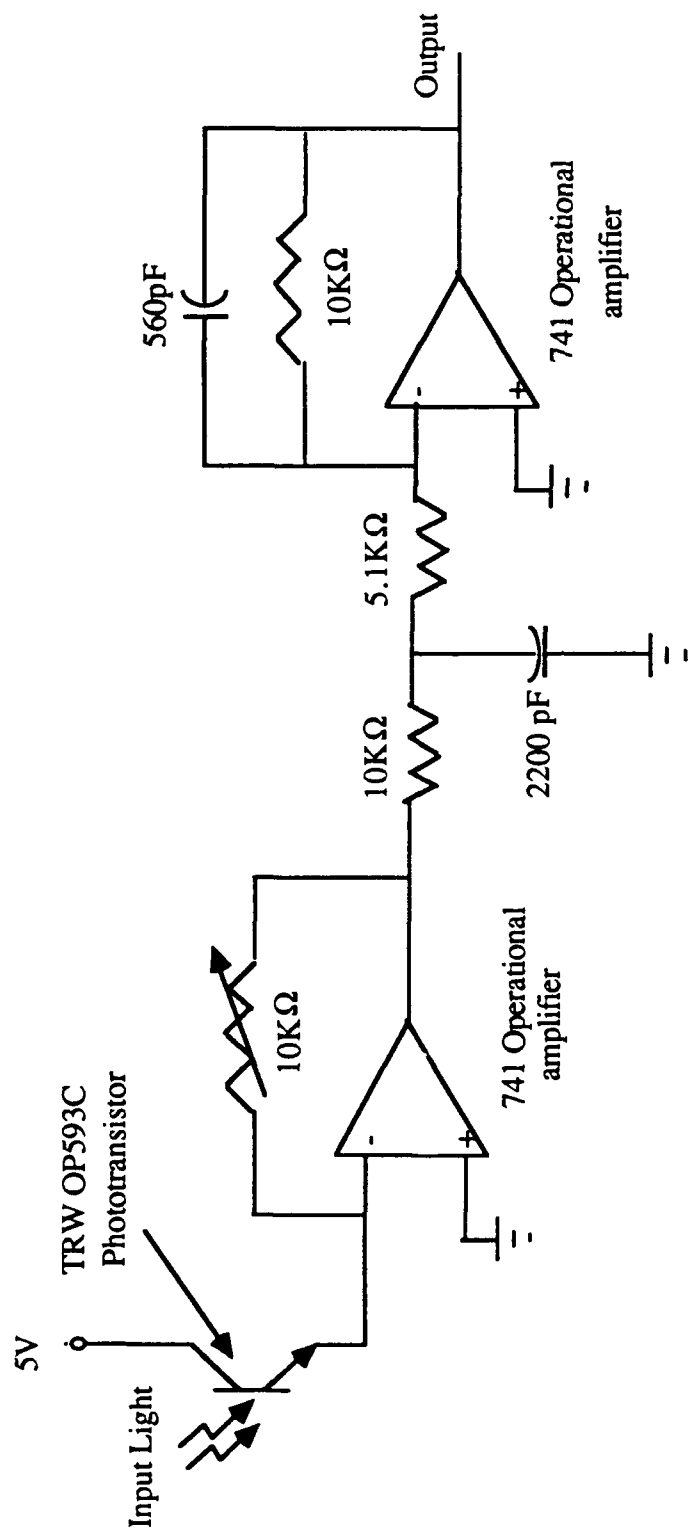 5V
TRW OP593C
Phototransistor
Input Light
10KΩ
-
+
741 Operational
amplifier
10KΩ
2200 pF
5.1KΩ
560pF
10KΩ
-
+
741 Operational
amplifier
Output